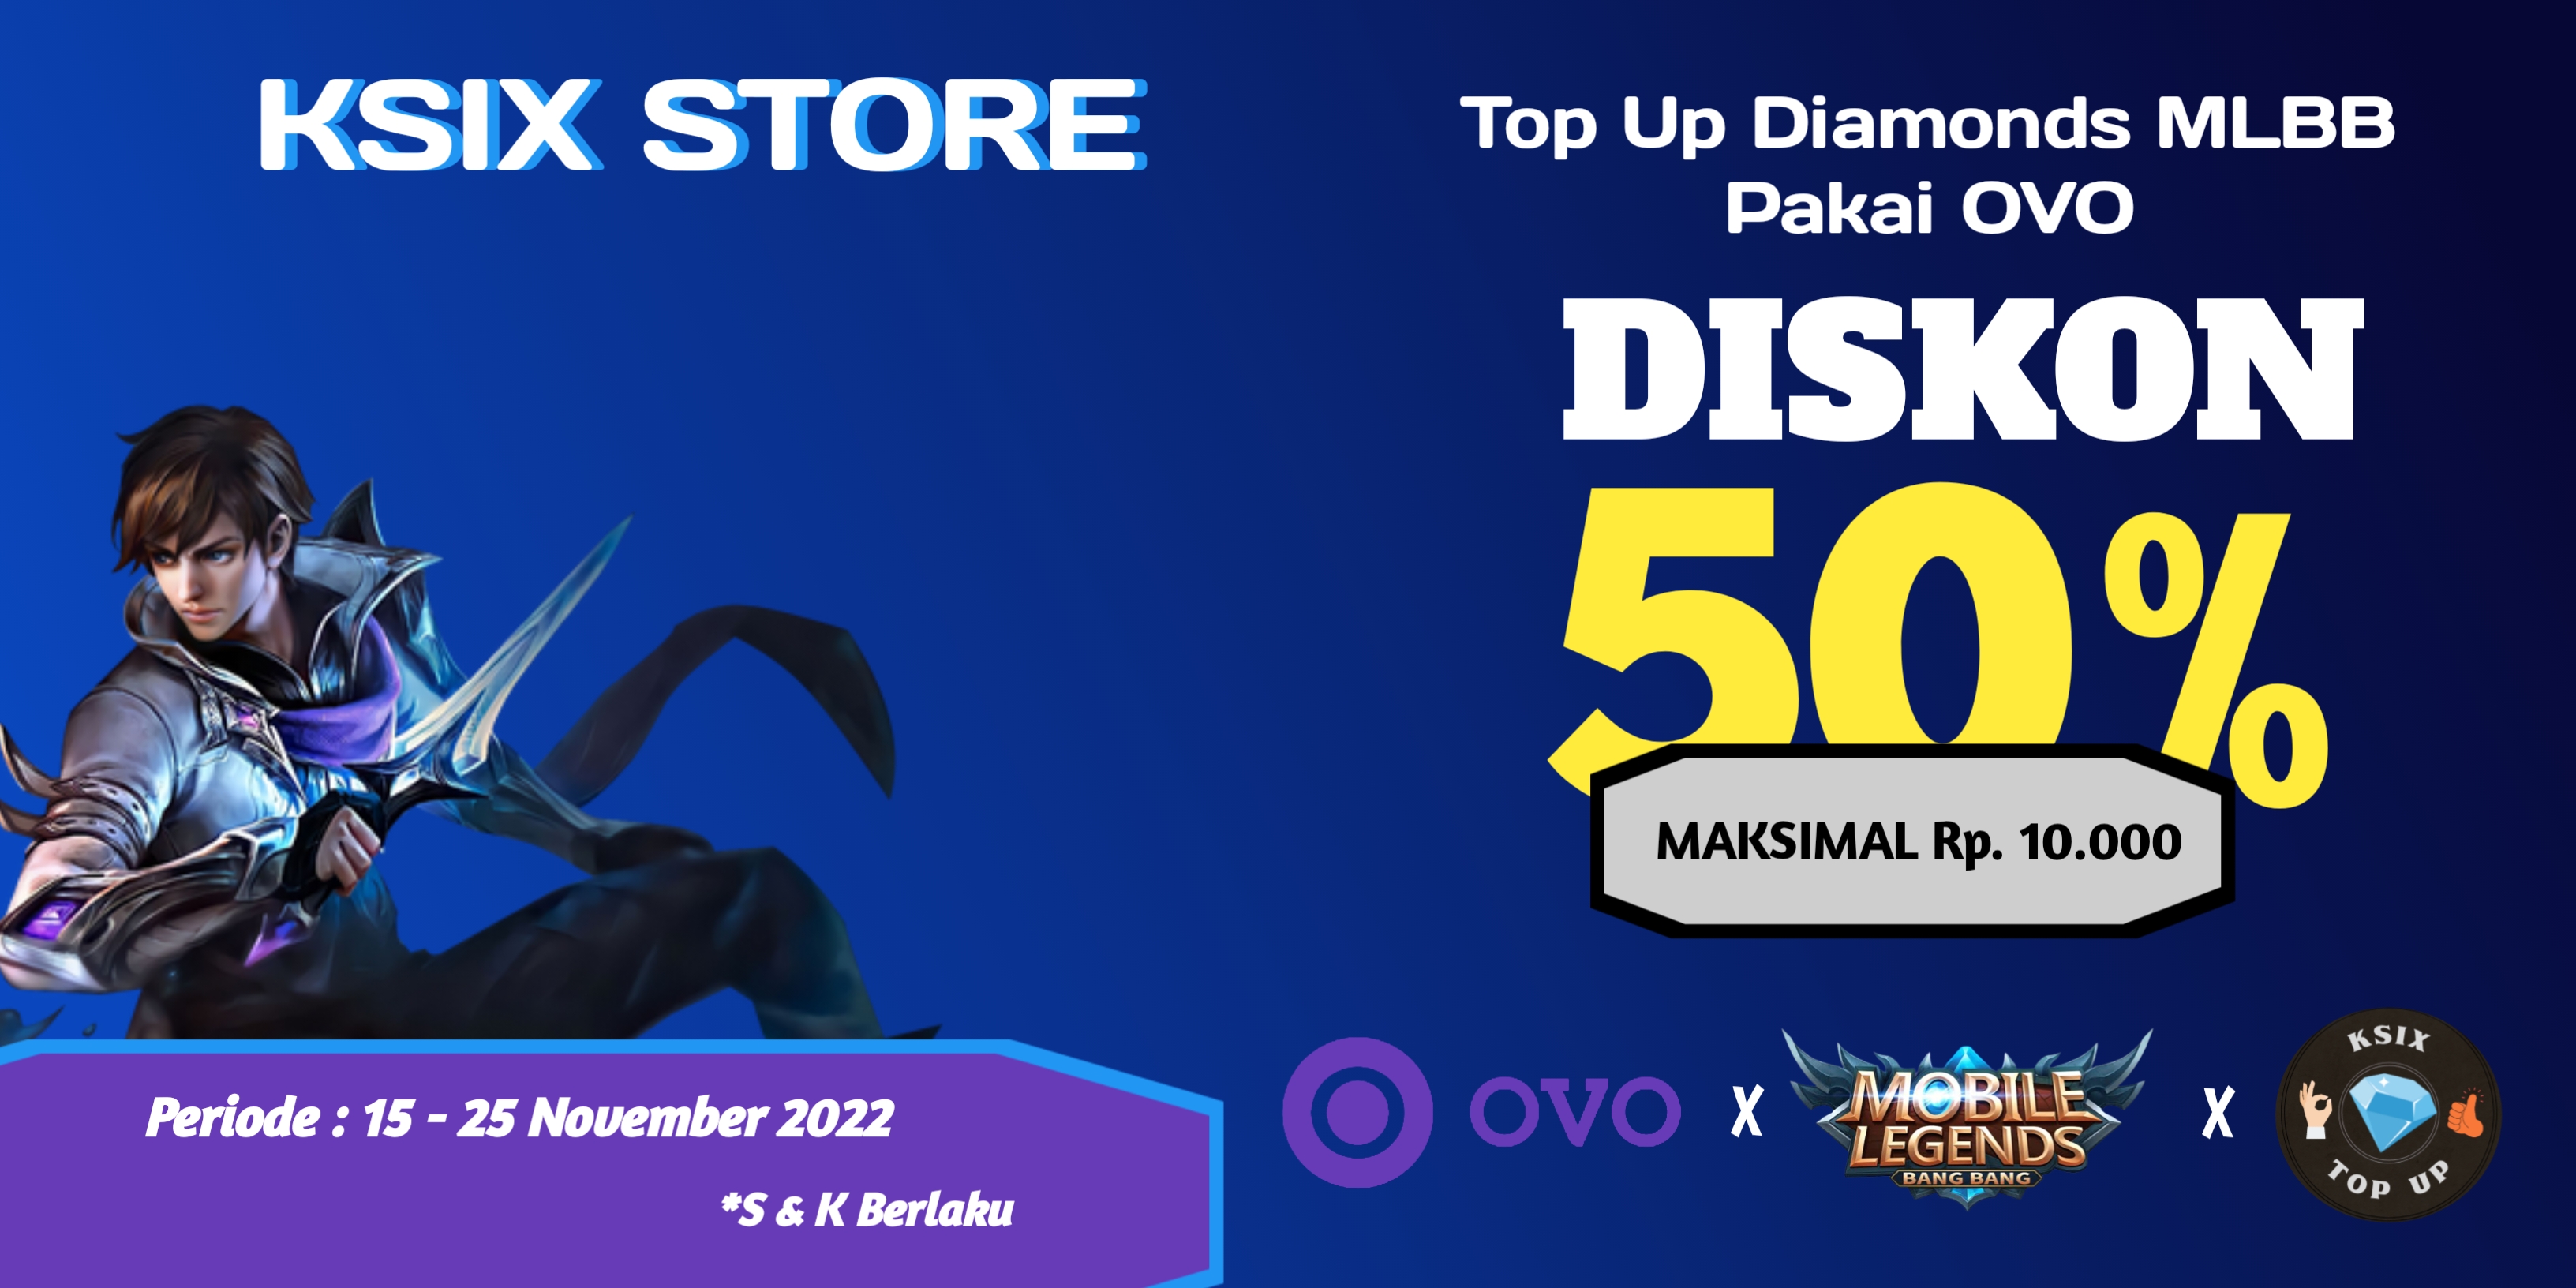 KSIX STORE
Top Up Diamonds MLBB
Pakai OVO
DISKON
50%
MAKSIMAL Rp. 10.000
Periode : 15 - 25 November 2022
*S & K Berlaku
OVO
X
MOBILE
LEGENDS
BANG BANG
X
KSIX
TOP UP